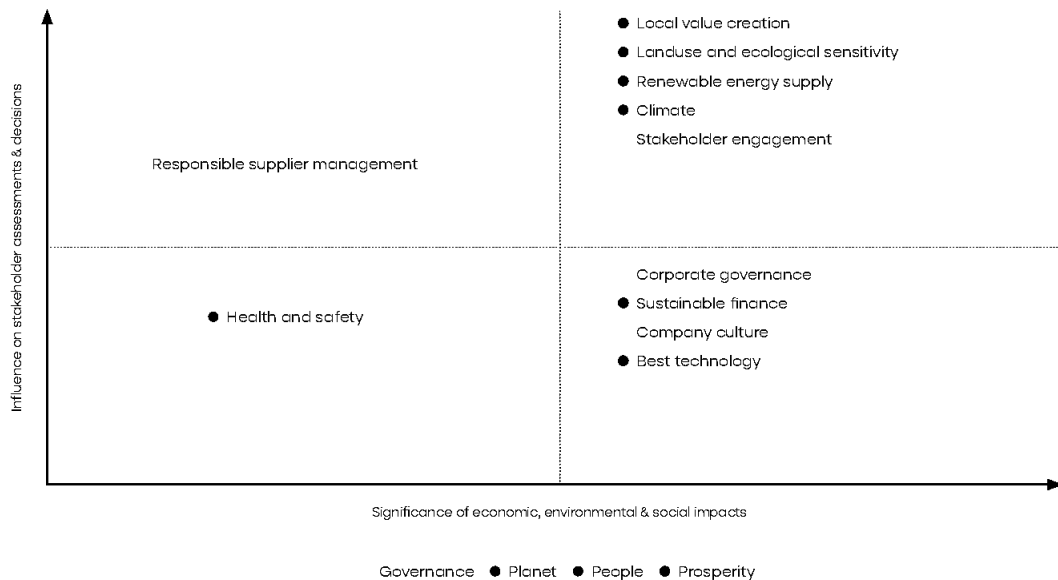 Local value creation
Landuse and ecological sensitivity
Renewable energy supply
Climate
Stakeholder engagement
Responsible supplier management
Influence on stakeholder assessments & decisions
Corporate governance
Sustainable finance
Company culture
Best technology
Health and safety
Significance of economic, environmental & social impacts
Governance ● Planet ● People ● Prosperity